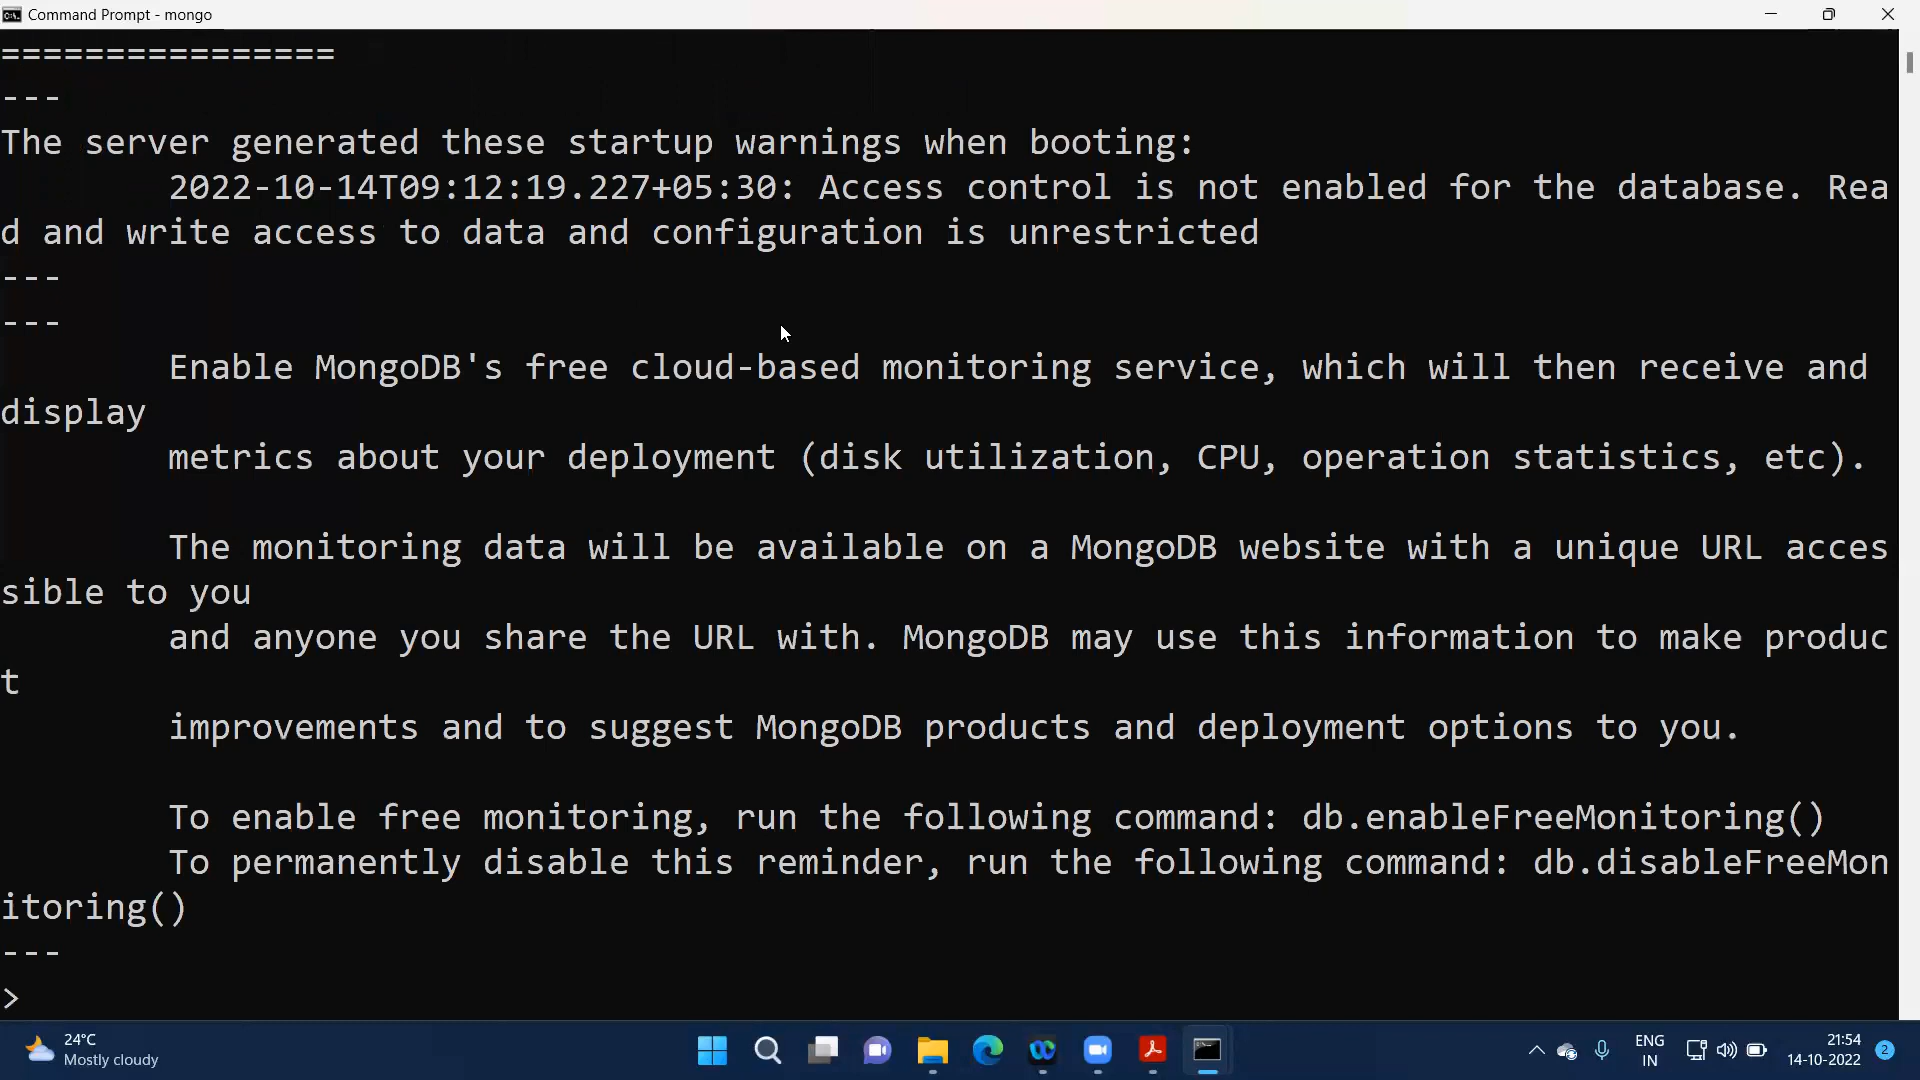 Command Prompt - mongo
================
---
The server generated these startup warnings when booting:
        2022-10-14T09:12:19.227+05:30: Access control is not enabled for the database. Rea
d and write access to data and configuration is unrestricted
---
---
        Enable MongoDB's free cloud-based monitoring service, which will then receive and
display
        metrics about your deployment (disk utilization, CPU, operation statistics, etc).

        The monitoring data will be available on a MongoDB website with a unique URL acces
sible to you
        and anyone you share the URL with. MongoDB may use this information to make produc
t
        improvements and to suggest MongoDB products and deployment options to you.

        To enable free monitoring, run the following command: db.enableFreeMonitoring()
        To permanently disable this reminder, run the following command: db.disableFreeMon
itoring()
---
>
24°C
Mostly cloudy
ENG
IN
21:54
14-10-2022
2